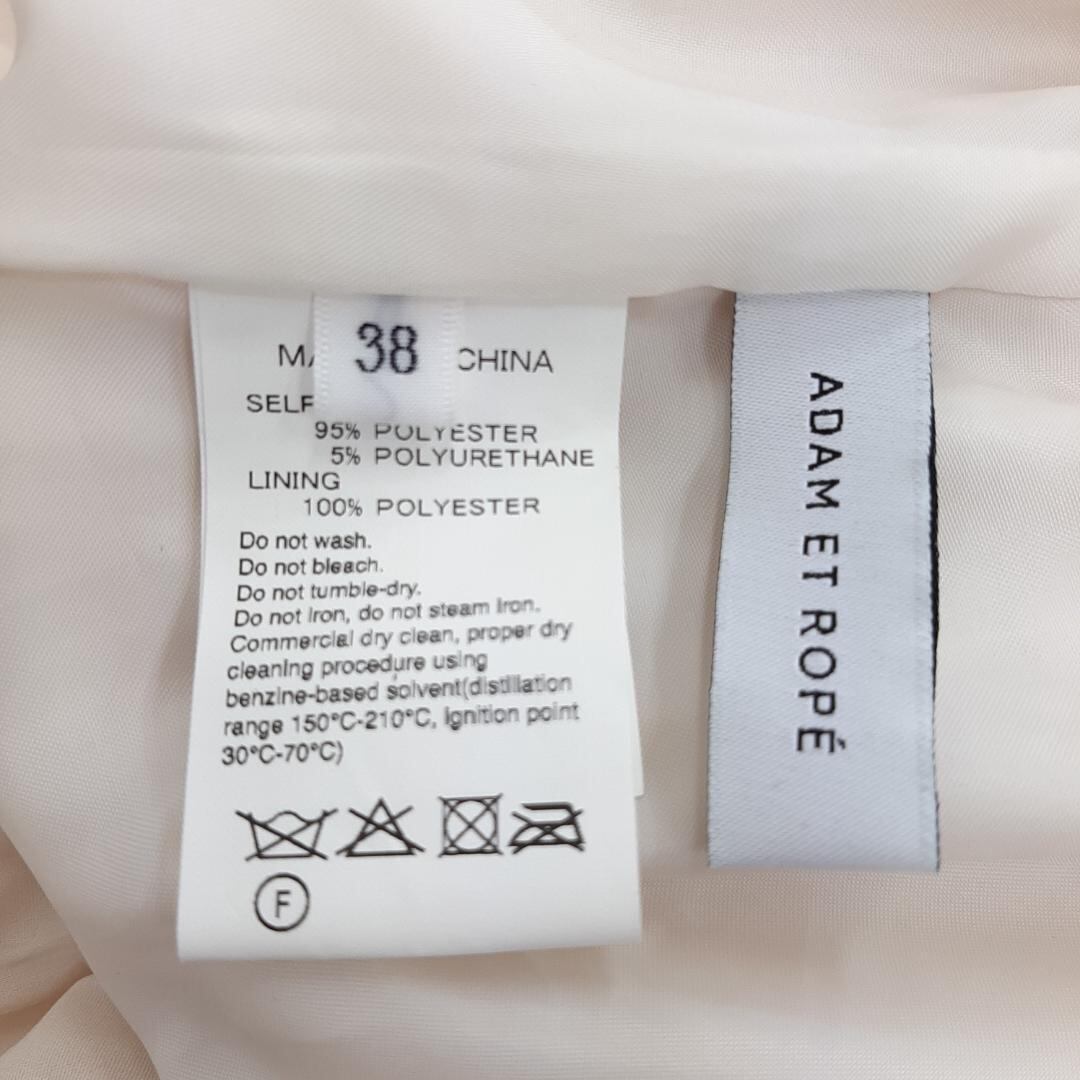 38
MA CHINA
SELF
95% POLYESTER
5% POLYURETHANE
LINING
100% POLYESTER
Do not wash.
Do not bleach.
Do not tumble-dry.
Do not iron, do not steam iron.
Commercial dry clean, proper dry
cleaning procedure using
benzine-based solvent(distillation
range 150°C-210°C, ignition point
30°C-70°C)
F
ADAM ET ROPÉ